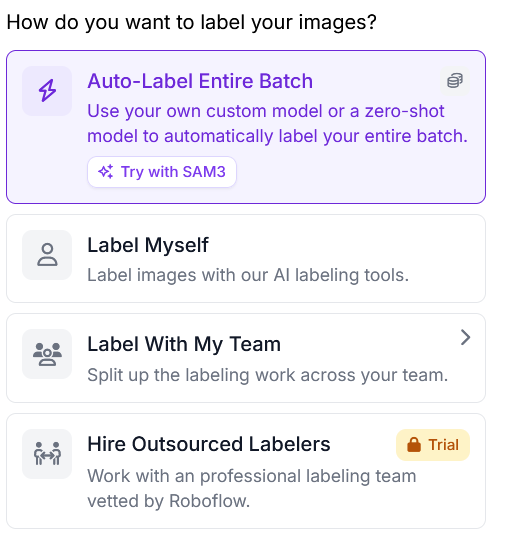 How do you want to label your images?
Auto-Label Entire Batch
Use your own custom model or a zero-shot
model to automatically label your entire batch.
Try with SAM3
Label Myself
Label images with our AI labeling tools.
Label With My Team
Split up the labeling work across your team.
Hire Outsourced Labelers
Trial
Work with an professional labeling team
vetted by Roboflow.